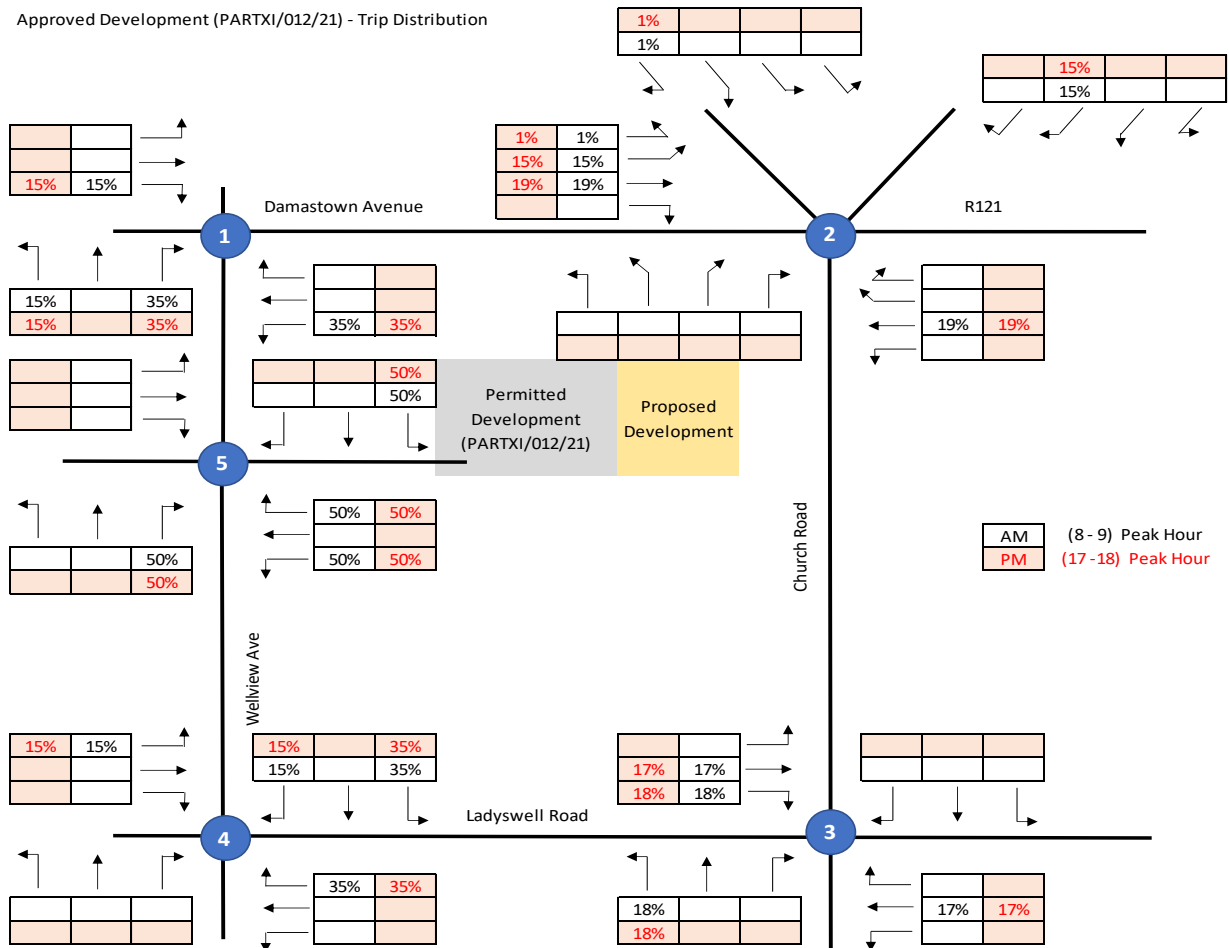 Approved Development (PARTXI/012/21) - Trip Distribution
1%
1%
15%
15%
1% 1%
15% 15%
19% 19%
15% 15%
Damastown Avenue
R121
1
2
15% 35%
15% 35%
35% 35%
19% 19%
50%
50%
Permitted
Development
(PARTXI/012/21)
Proposed
Development
5
50% 50%
50% 50%
50%
50%
Church Road
AM (8 - 9) Peak Hour
PM (17 -18) Peak Hour
Wellview Ave
15% 15%
15% 35%
15% 35%
17% 17%
18% 18%
Ladyswell Road
4
3
35% 35%
18%
18%
17% 17%